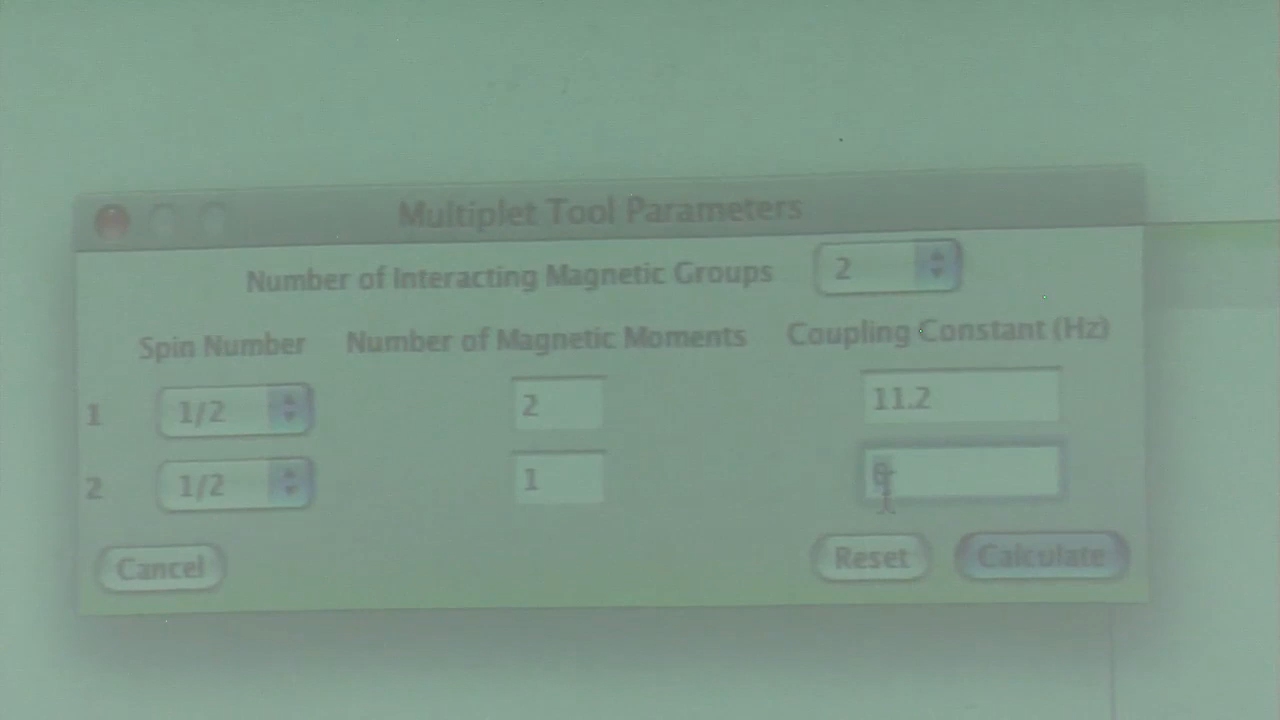 Multiplet Tool Parameters
Number of Interacting Magnetic Groups 2
Spin Number Number of Magnetic Moments Coupling Constant (Hz)
1 1/2 2 11.2
2 1/2 1
Cancel Reset Calculate